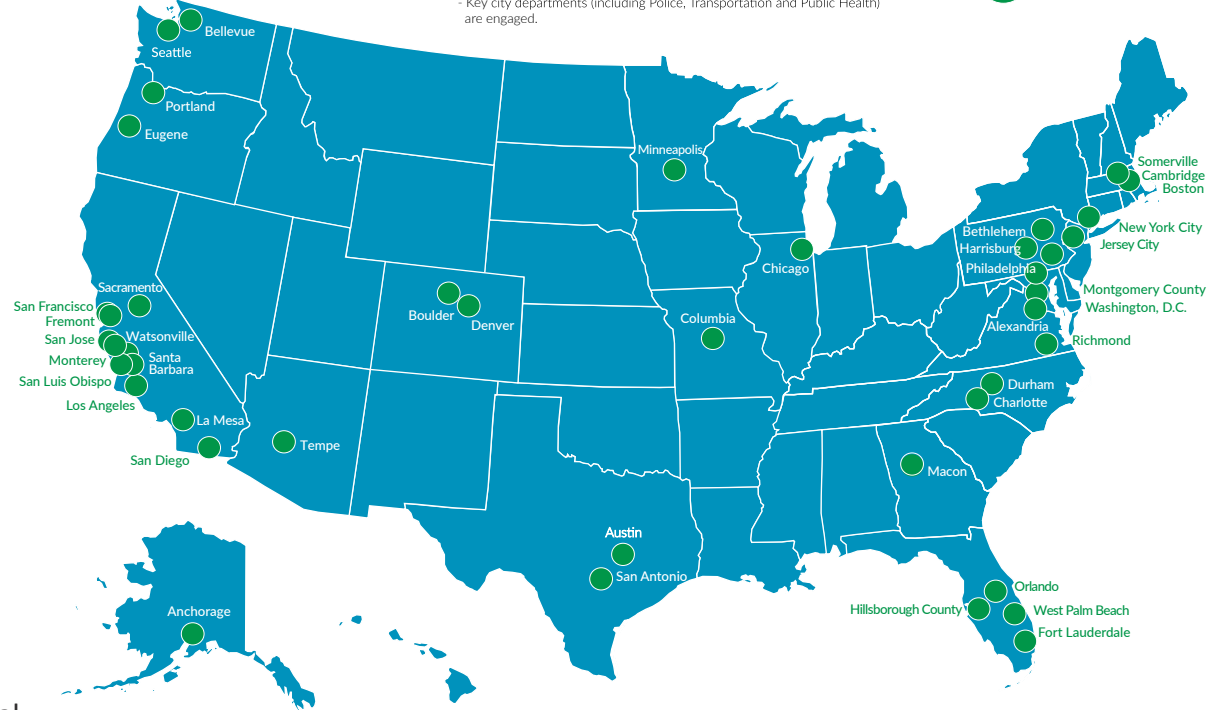 - Key city departments (including Police, Transportation and Public Health)
are engaged.
Bellevue
Seattle
Portland
Eugene
Minneapolis
Somerville
Cambridge
Boston
New York City
Bethlehem
Jersey City
Harrisburg
Chicago
Philadelphia
Sacramento
Montgomery County
San Francisco
Washington, D.C.
Fremont
Boulder
Denver
Columbia
Alexandria
San Jose
Watsonville
Richmond
Monterey
Santa
Barbara
San Luis Obispo
Durham
Los Angeles
Charlotte
La Mesa
Tempe
San Diego
Macon
Austin
San Antonio
Orlando
Hillsborough County
West Palm Beach
Anchorage
Fort Lauderdale